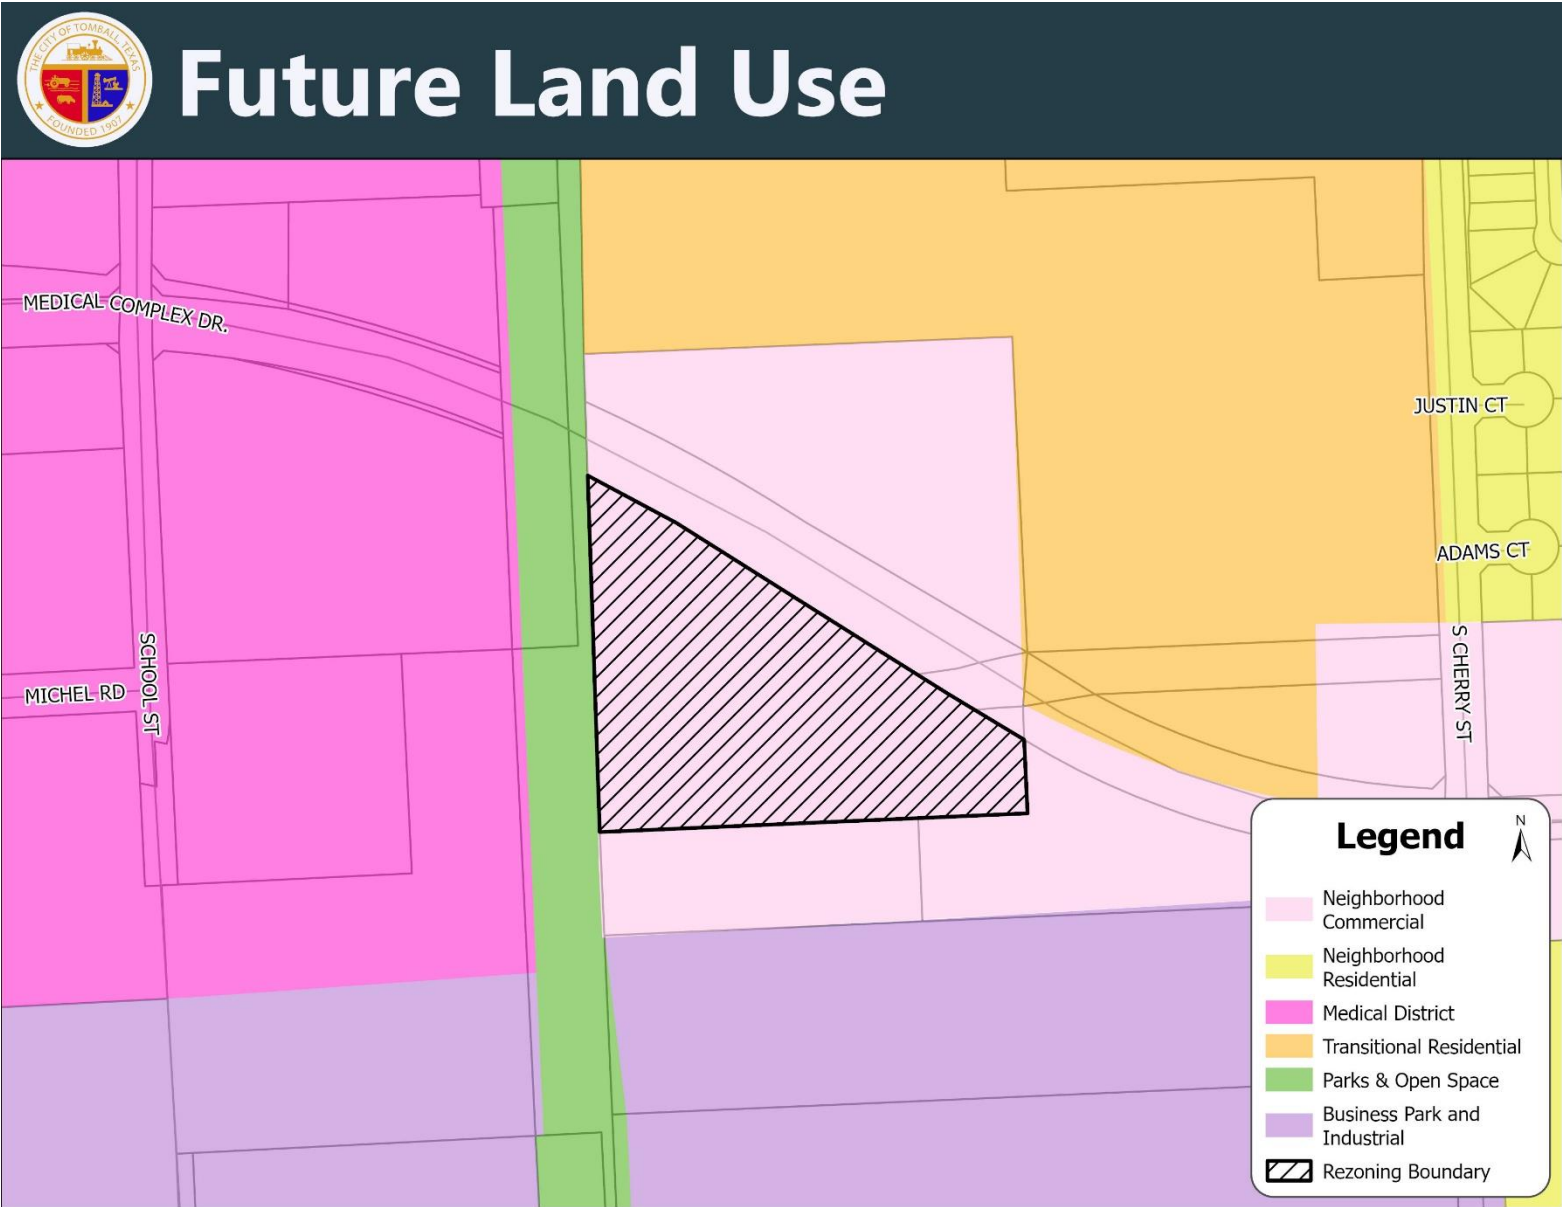 THE CITY OF TOMBALL, TEXAS
FOUNDED 1907
Future Land Use
MEDICAL COMPLEX DR.
JUSTIN CT
ADAMS CT
SCHOOL ST
S CHERRY ST
MICHEL RD
Legend
N
Neighborhood
Commercial
Neighborhood
Residential
Medical District
Transitional Residential
Parks & Open Space
Business Park and
Industrial
Rezoning Boundary